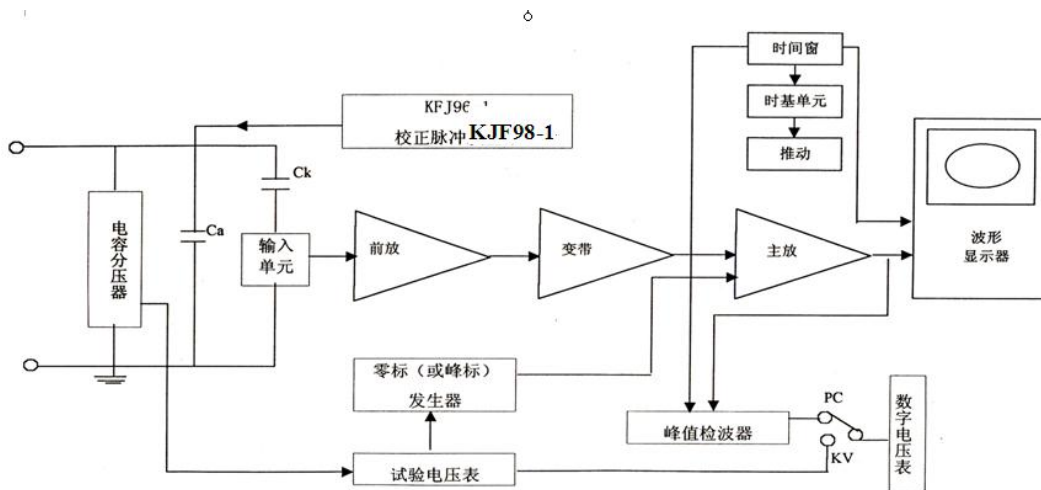 时间窗
时基单元
推动
KFJ96
校正脉冲KJF98-1
Ck
Ca
电容分压器
输入
单元
前放
变带
主放
波形
显示器
零标（或峰标）
发生器
试验电压表
峰值检波器
PC
KV
数字电压表